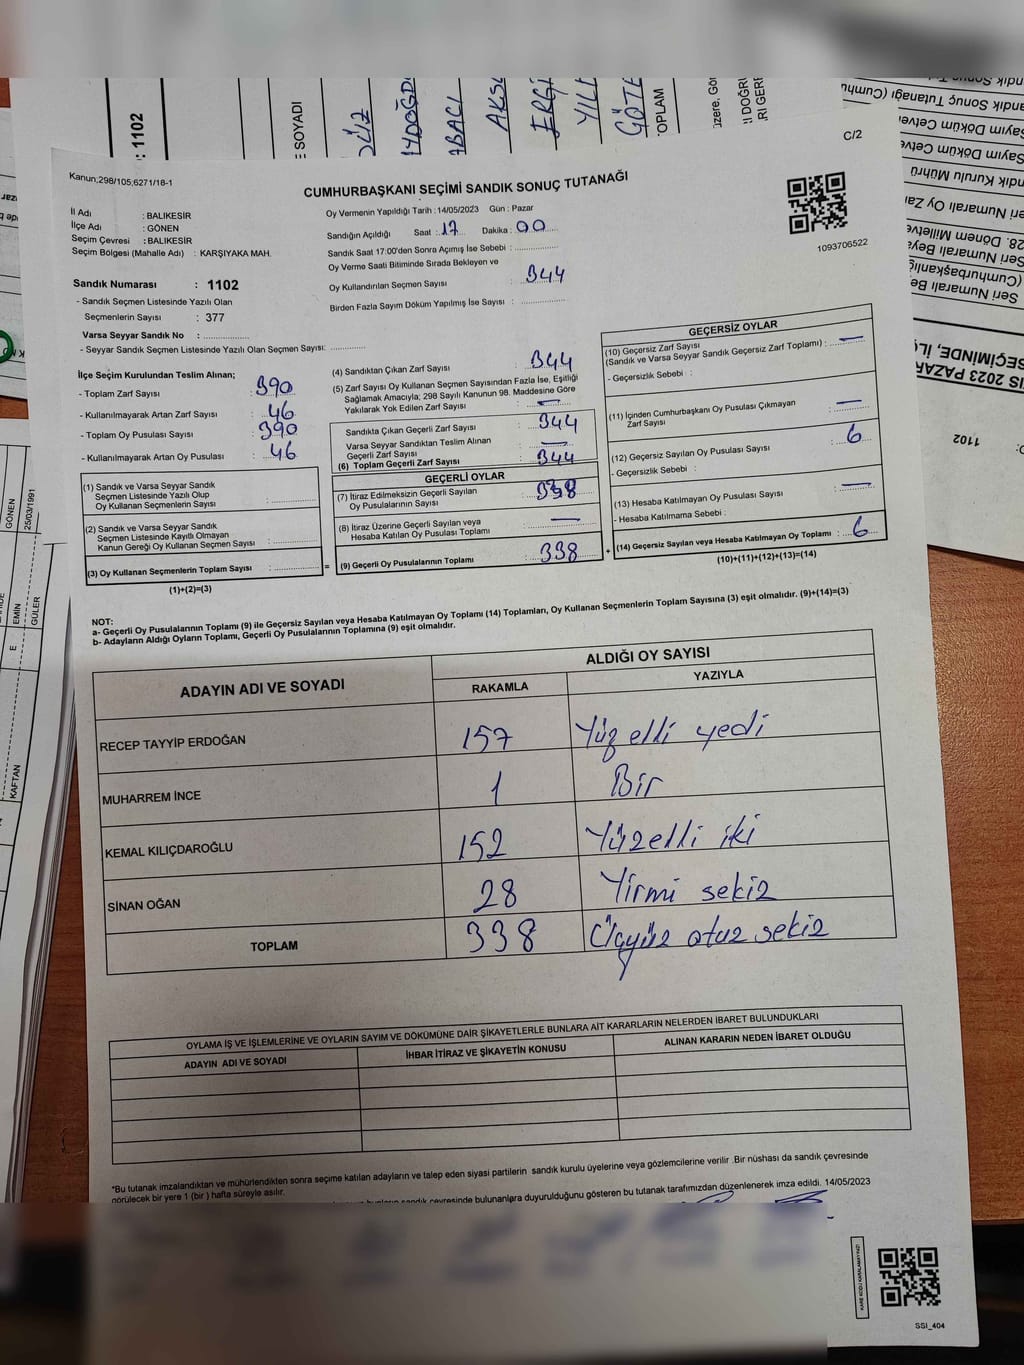 Kanun;298/105;6271/18-1
C/2
CUMHURBAŞKANI SEÇİMİ SANDIK SONUÇ TUTANAĞI
İl Adı : BALIKESİR
İlçe Adı : GÖNEN
Seçim Çevresi : BALIKESİR
Seçim Bölgesi (Mahalle Adı) : KARŞIYAKA MAH.
Oy Vermenin Yapıldığı Tarih : 14/05/2023 Gün : Pazar
Sandığın Açıldığı Saat : 17 Dakika : 00
Sandık Saat 17:00'den Sonra Açımış İse Sebebi :
Oy Verme Saati Bitiminde Sırada Bekleyen ve
Oy Kullandırılan Seçmen Sayısı : 344
Birden Fazla Sayım Döküm Yapılmış İse Sayısı :
1093706522
Sandık Numarası : 1102
- Sandık Seçmen Listesinde Yazılı Olan
Seçmenlerin Sayısı : 377
Varsa Seyyar Sandık No :
- Seyyar Sandık Seçmen Listesinde Yazılı Olan Seçmen Sayısı:
İlçe Seçim Kurulundan Teslim Alınan;
- Toplam Zarf Sayısı : 390
- Kullanılmayarak Artan Zarf Sayısı : 46
- Toplam Oy Pusulası Sayısı : 390
- Kullanılmayarak Artan Oy Pusulası : 46
(1) Sandık ve Varsa Seyyar Sandık
Seçmen Listesinde Yazılı Olup
Oy Kullanan Seçmenlerin Sayısı :
(2) Sandık ve Varsa Seyyar Sandık
Seçmen Listesinde Kayıtlı Olmayan
Kanun Gereği Oy Kullanan Seçmen Sayısı :
(3) Oy Kullanan Seçmenlerin Toplam Sayısı :
(1)+(2)=(3)
(4) Sandıktan Çıkan Zarf Sayısı : 344
(5) Zarf Sayısı Oy Kullanan Seçmen Sayısından Fazla İse, Eşitliği
Sağlamak Amacıyla; 298 Sayılı Kanunun 98. Maddesine Göre
Yakılarak Yok Edilen Zarf Sayısı : —
Sandıkta Çıkan Geçerli Zarf Sayısı : 344
Varsa Seyyar Sandıktan Teslim Alınan
Geçerli Zarf Sayısı : —
(6) Toplam Geçerli Zarf Sayısı : 344
GEÇERLİ OYLAR
(7) İtiraz Edilmeksizin Geçerli Sayılan
Oy Pusulalarının Sayısı : 338
(8) İtiraz Üzerine Geçerli Sayılan veya
Hesaba Katılan Oy Pusulası Toplamı : —
(9) Geçerli Oy Pusulalarının Toplamı : 338
GEÇERSİZ OYLAR
(10) Geçersiz Zarf Sayısı
(Sandık ve Varsa Seyyar Sandık Geçersiz Zarf Toplamı) : —
- Geçersizlik Sebebi :
(11) İçinden Cumhurbaşkanı Oy Pusulası Çıkmayan
Zarf Sayısı : —
(12) Geçersiz Sayılan Oy Pusulası Sayısı : 6
- Geçersizlik Sebebi :
(13) Hesaba Katılmayan Oy Pusulası Sayısı : —
- Hesaba Katılmama Sebebi :
(14) Geçersiz Sayılan veya Hesaba Katılmayan Oy Toplamı : 6
(10)+(11)+(12)+(13)=(14)
NOT:
a- Geçerli Oy Pusulalarının Toplamı (9) ile Geçersiz Sayılan veya Hesaba Katılmayan Oy Toplamı (14) Toplamları, Oy Kullanan Seçmenlerin Toplam Sayısına (3) eşit olmalıdır. (9)+(14)=(3)
b- Adayların Aldığı Oyların Toplamı, Geçerli Oy Pusulalarının Toplamına (9) eşit olmalıdır.
ADAYIN ADI VE SOYADI ALDIĞI OY SAYISI
RAKAMLA YAZIYLA
RECEP TAYYİP ERDOĞAN 157 Yüz elli yedi
MUHARREM İNCE 1 Bir
KEMAL KILIÇDAROĞLU 152 Yüzelli iki
SİNAN OĞAN 28 Yirmi sekiz
TOPLAM 338 Üçyüz otuz sekiz
OYLAMA İŞ VE İŞLEMLERİNE VE OYLARIN SAYIM VE DÖKÜMÜNE DAİR ŞİKAYETLERLE BUNLARA AİT KARARLARIN NELERDEN İBARET BULUNDUKLARI
ADAYIN ADI VE SOYADI İHBAR İTİRAZ VE ŞİKAYETİN KONUSU ALINAN KARARIN NEDEN İBARET OLDUĞU
*Bu tutanak imzalandıktan ve mühürlendikten sonra seçime katılan adayların ve talep eden siyasi partilerin sandık kurulu üyelerine veya gözlemcilerine verilir .Bir nüshası da sandık çevresinde
görülecek bir yere 1 (bir ) hafta süreyle asılır.
sandık çevresinde bulunanlara duyurulduğunu gösteren bu tutanak tarafımızdan düzenlenerek imza edildi. 14/05/2023
KARE KODU KARALAMAYINIZ!
SSI_404
: 1102
SOYADI
AKSU
TOPLAM
1102
GÖNEN
25/03/1991
E
EMİN
GÜLER
KAFTAN